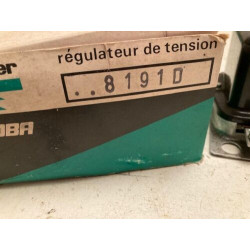 régulateur de tension
..8191D